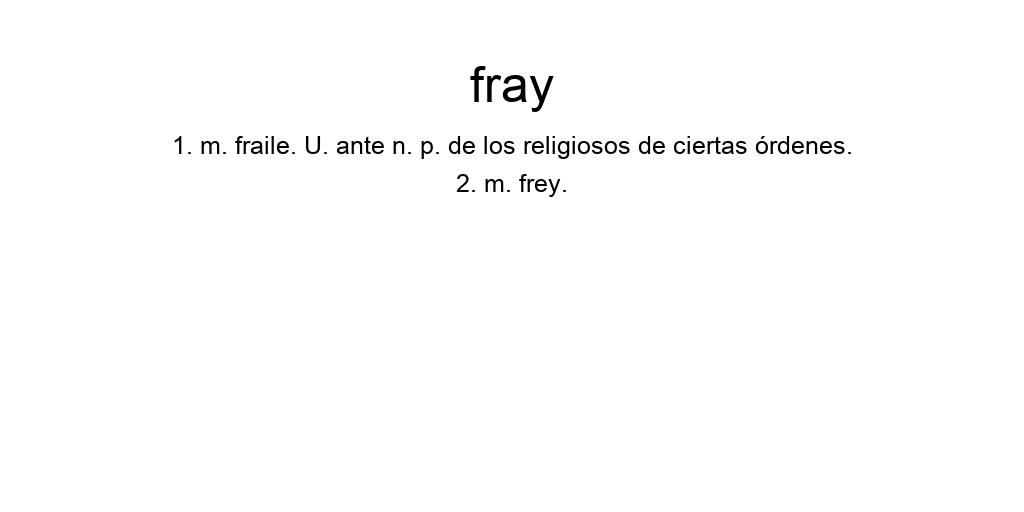 fray
1. m. fraile. U. ante n. p. de los religiosos de ciertas órdenes.
2. m. frey.